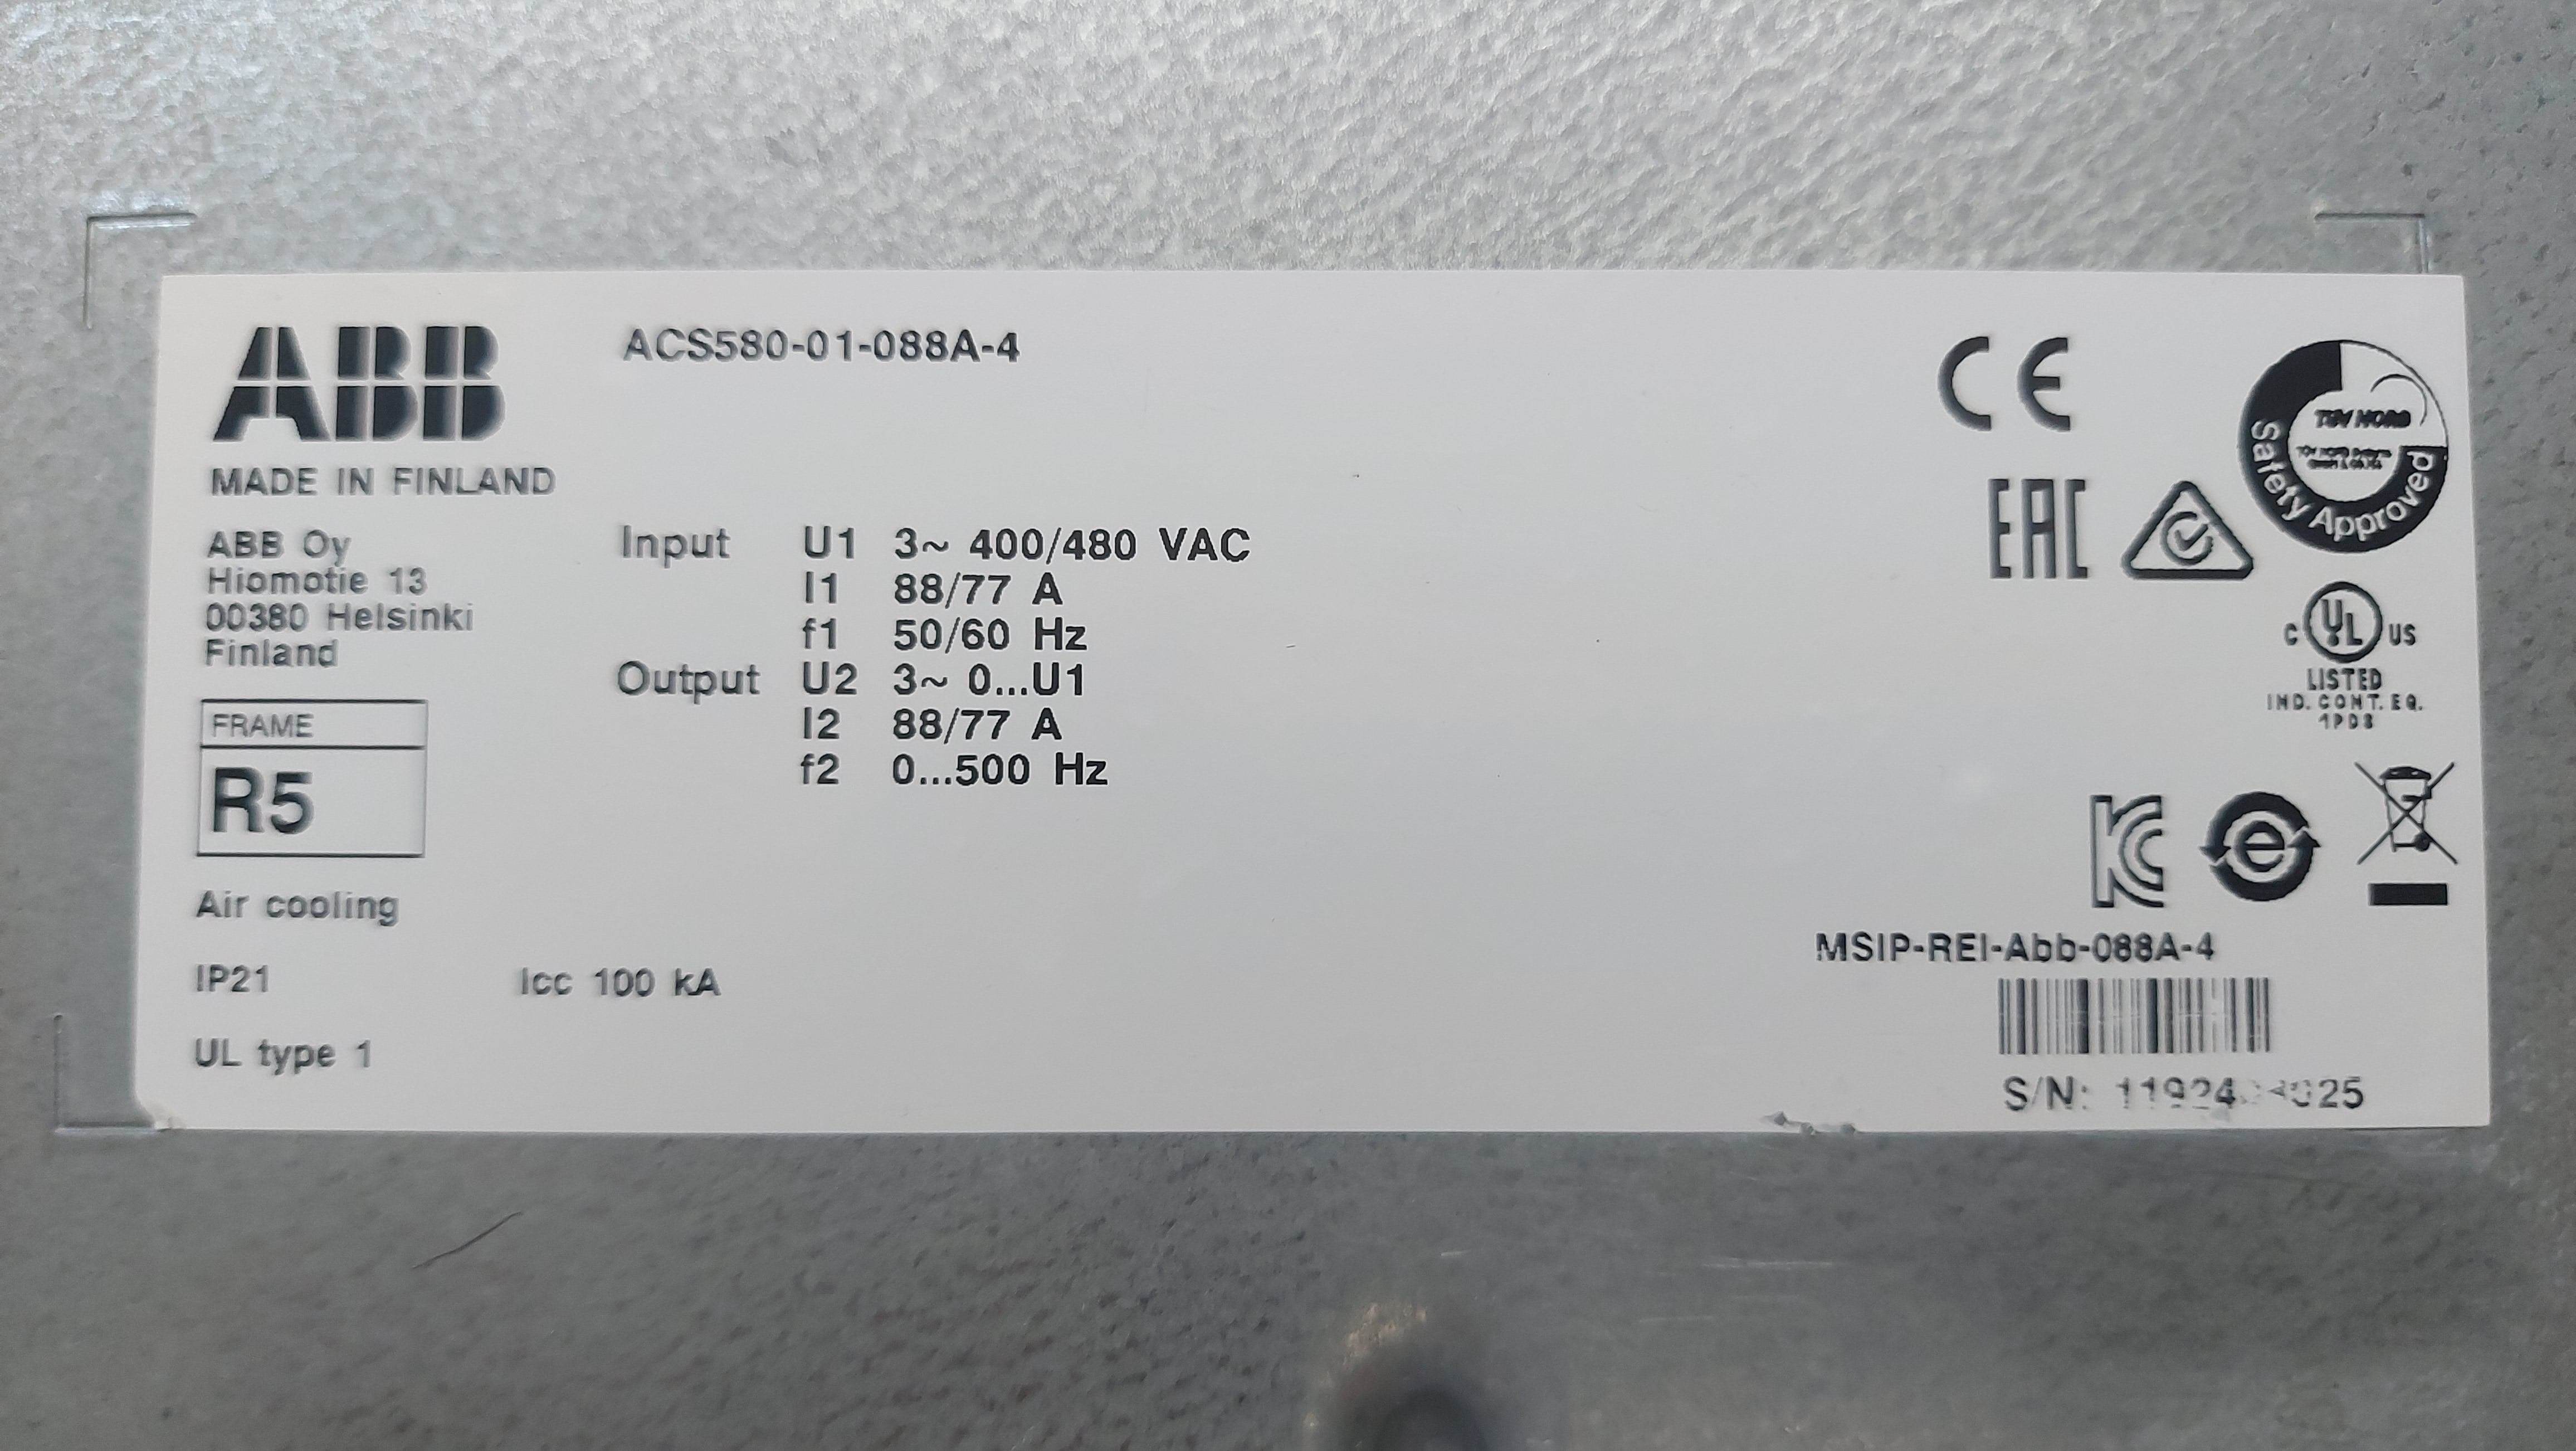 ABB
ACS580-01-088A-4
MADE IN FINLAND
ABB Oy
Hiomotie 13
00380 Helsinki
Finland
FRAME
R5
Air cooling
IP21
Icc 100 kA
UL type 1
Input U1 3~ 400/480 VAC
I1 88/77 A
f1 50/60 Hz
Output U2 3~ 0...U1
I2 88/77 A
f2 0...500 Hz
CE
TÜV NORD
Safety Approved
EAC
C UL US
LISTED
IND. CONT. EQ.
1PD8
KC
e
MSIP-REI-Abb-088A-4
S/N: